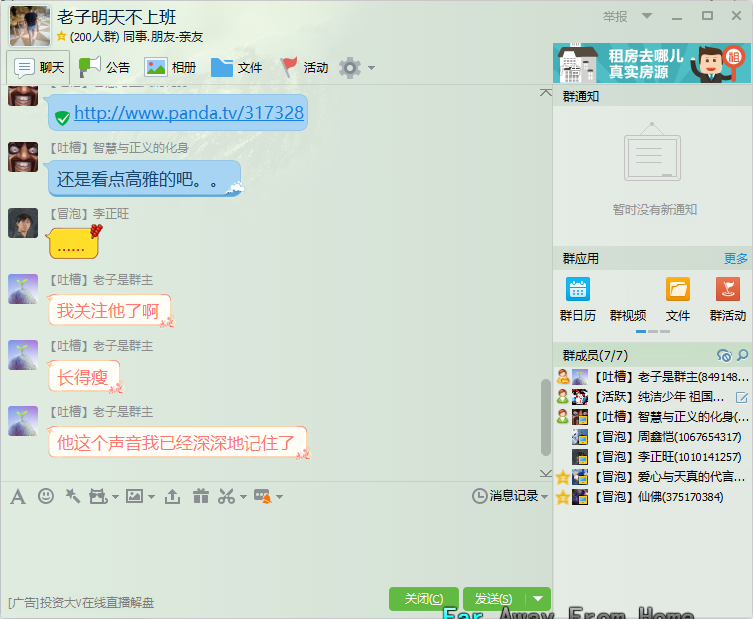 老子明天不上班
举报
(200人群) 同事.朋友-亲友
聊天
公告
相册
文件
活动
租房去哪儿
真实房源
租
http://www.panda.tv/317328
【吐槽】智慧与正义的化身
还是看点高雅的吧。。
【冒泡】李正旺
......
【吐槽】老子是群主
我关注他了啊
【吐槽】老子是群主
长得瘦
【吐槽】老子是群主
他这个声音我已经深深地记住了
消息记录
[广告]投资大V在线直播解盘
关闭(C)
发送(S)
群通知
暂时没有新通知
群应用
更多
群日历
群视频
文件
群活动
群成员(7/7)
【吐槽】老子是群主(849148...
【活跃】纯洁少年 祖国...
【吐槽】智慧与正义的化身(...
【冒泡】周鑫恺(1067654317)
【冒泡】李正旺(1010141257)
【冒泡】爱心与天真的代言...
【冒泡】仙佛(375170384)
Far Away From Home